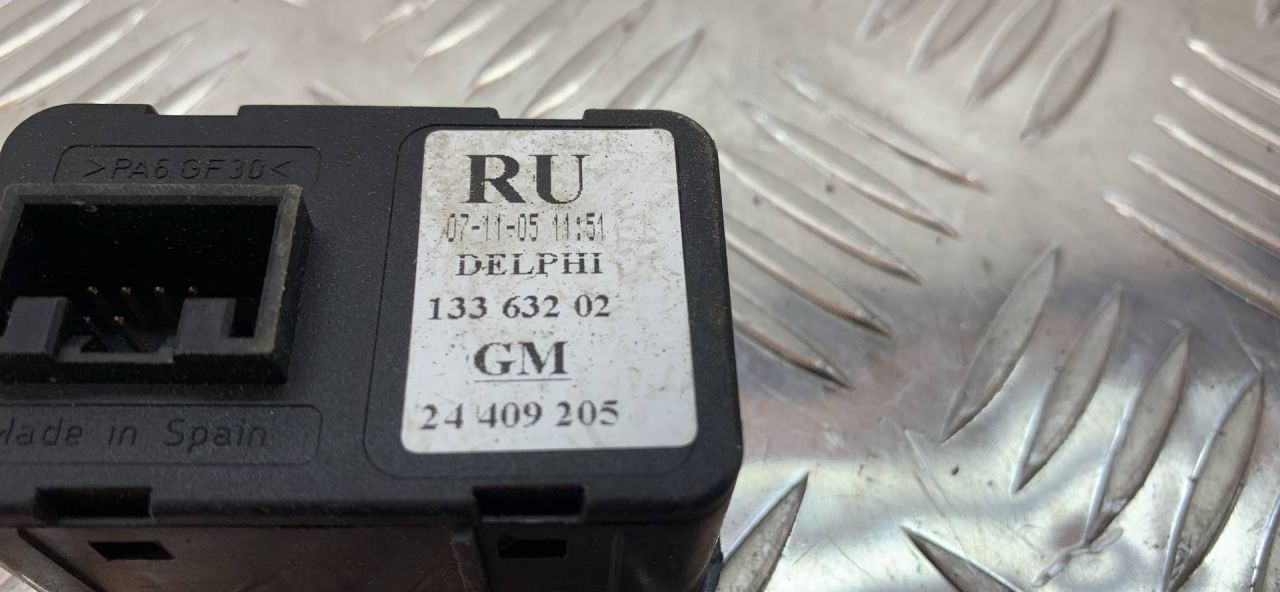 >PA6 GF30<
RU
07-11-05 11:51
DELPHI
133 632 02
GM
24 409 205
Made in Spain